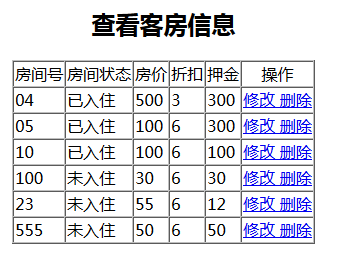 查看客房信息
房间号 房间状态 房价 折扣 押金 操作
04 已入住 500 3 300 修改 删除
05 已入住 100 6 300 修改 删除
10 已入住 100 6 100 修改 删除
100 未入住 30 6 30 修改 删除
23 未入住 55 6 12 修改 删除
555 未入住 50 6 50 修改 删除